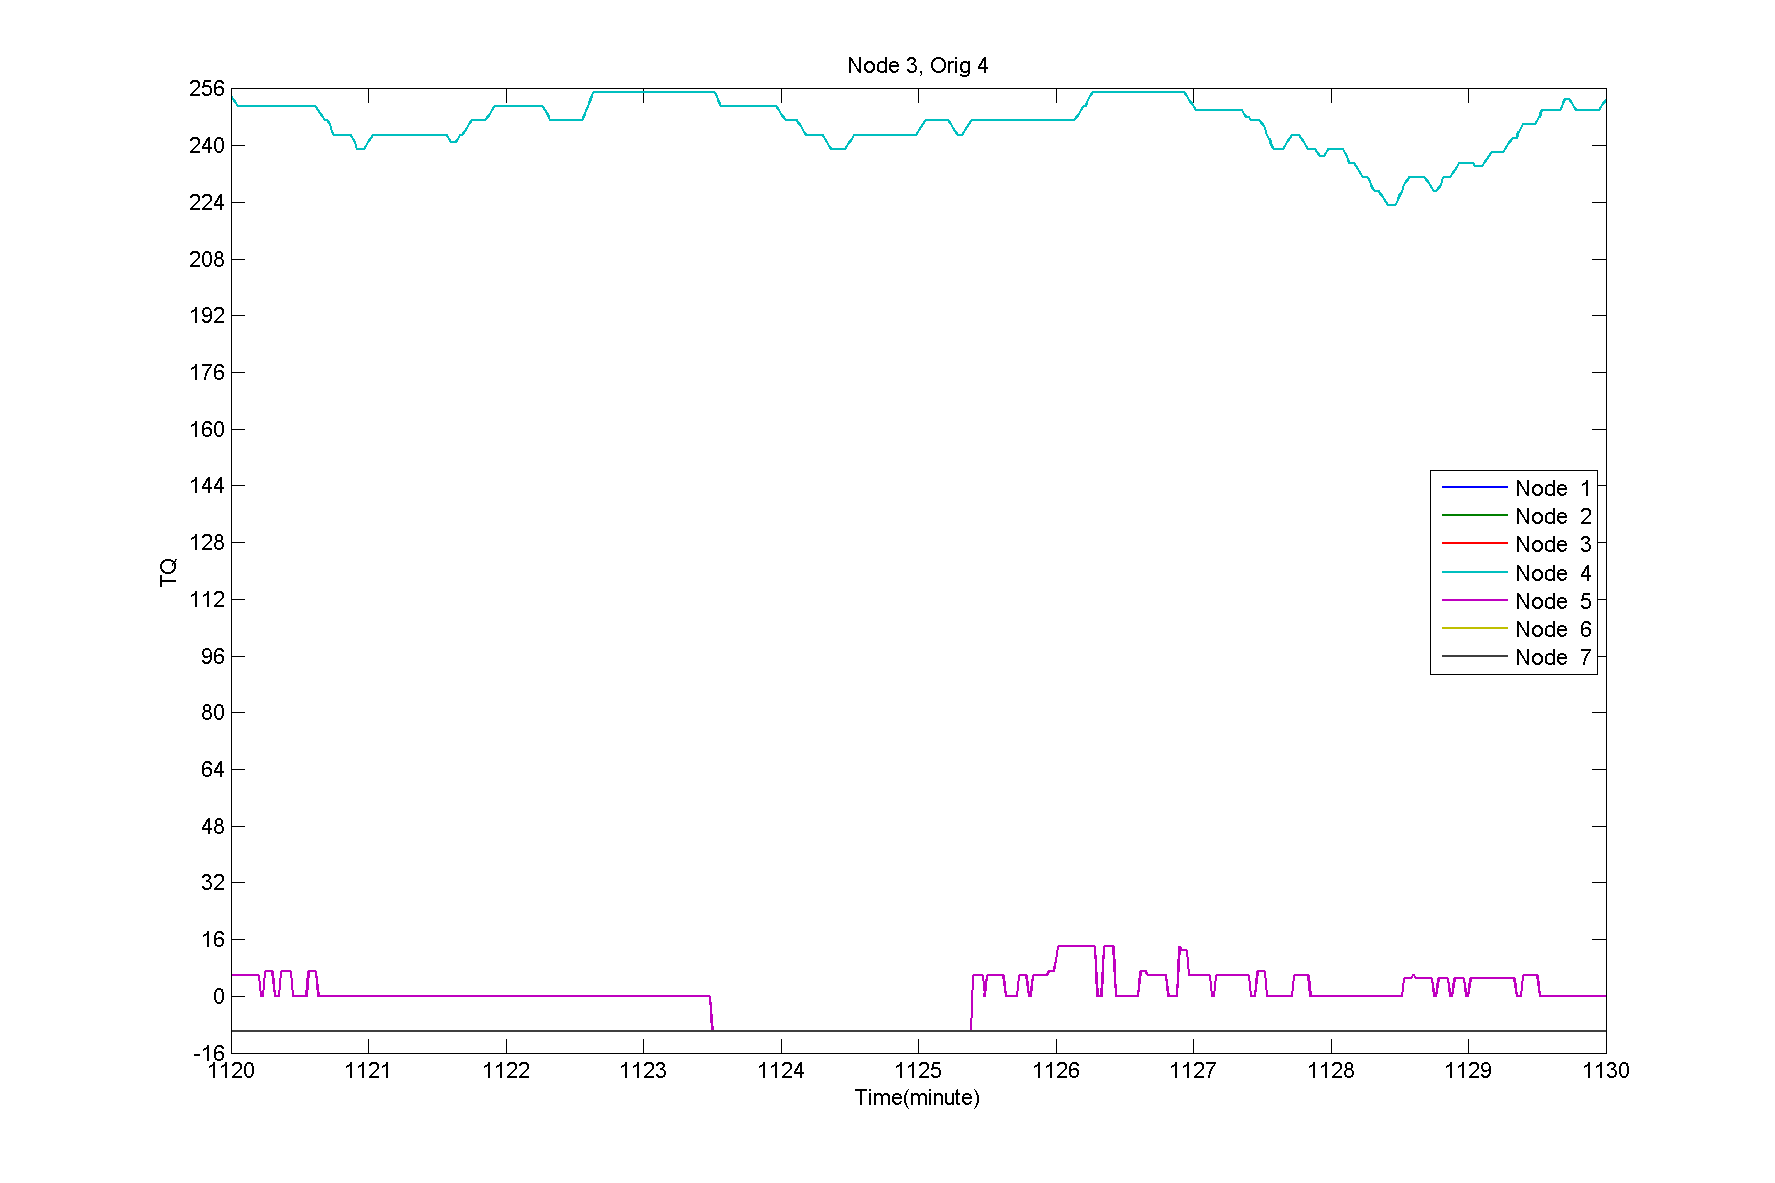 Node 3, Orig 4
256
240
224
208
192
176
160
144
128
112
96
80
64
48
32
16
0
-16
TQ
Node 1
Node 2
Node 3
Node 4
Node 5
Node 6
Node 7
1120 1121 1122 1123 1124 1125 1126 1127 1128 1129 1130
Time(minute)